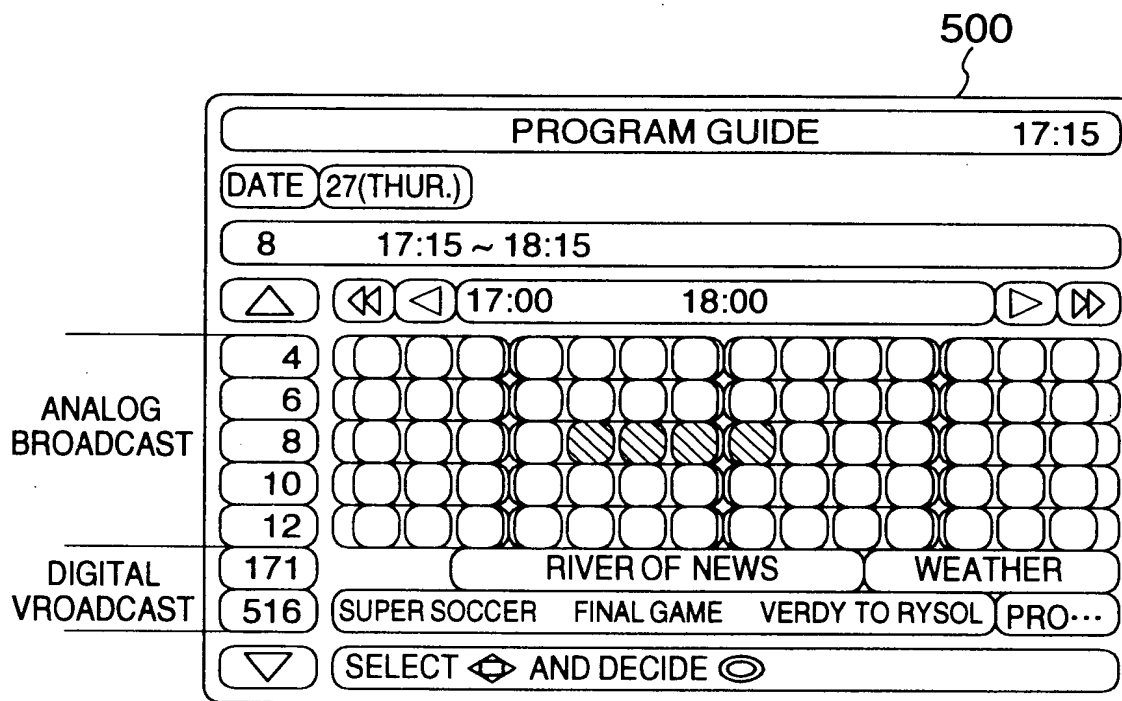 500
PROGRAM GUIDE 17:15
DATE 27(THUR.)
8 17:15 ~ 18:15
17:00 18:00
4
6
ANALOG
BROADCAST
8
10
12
DIGITAL
VROADCAST
171 RIVER OF NEWS WEATHER
516 SUPER SOCCER FINAL GAME VERDY TO RYSOL PRO···
SELECT AND DECIDE